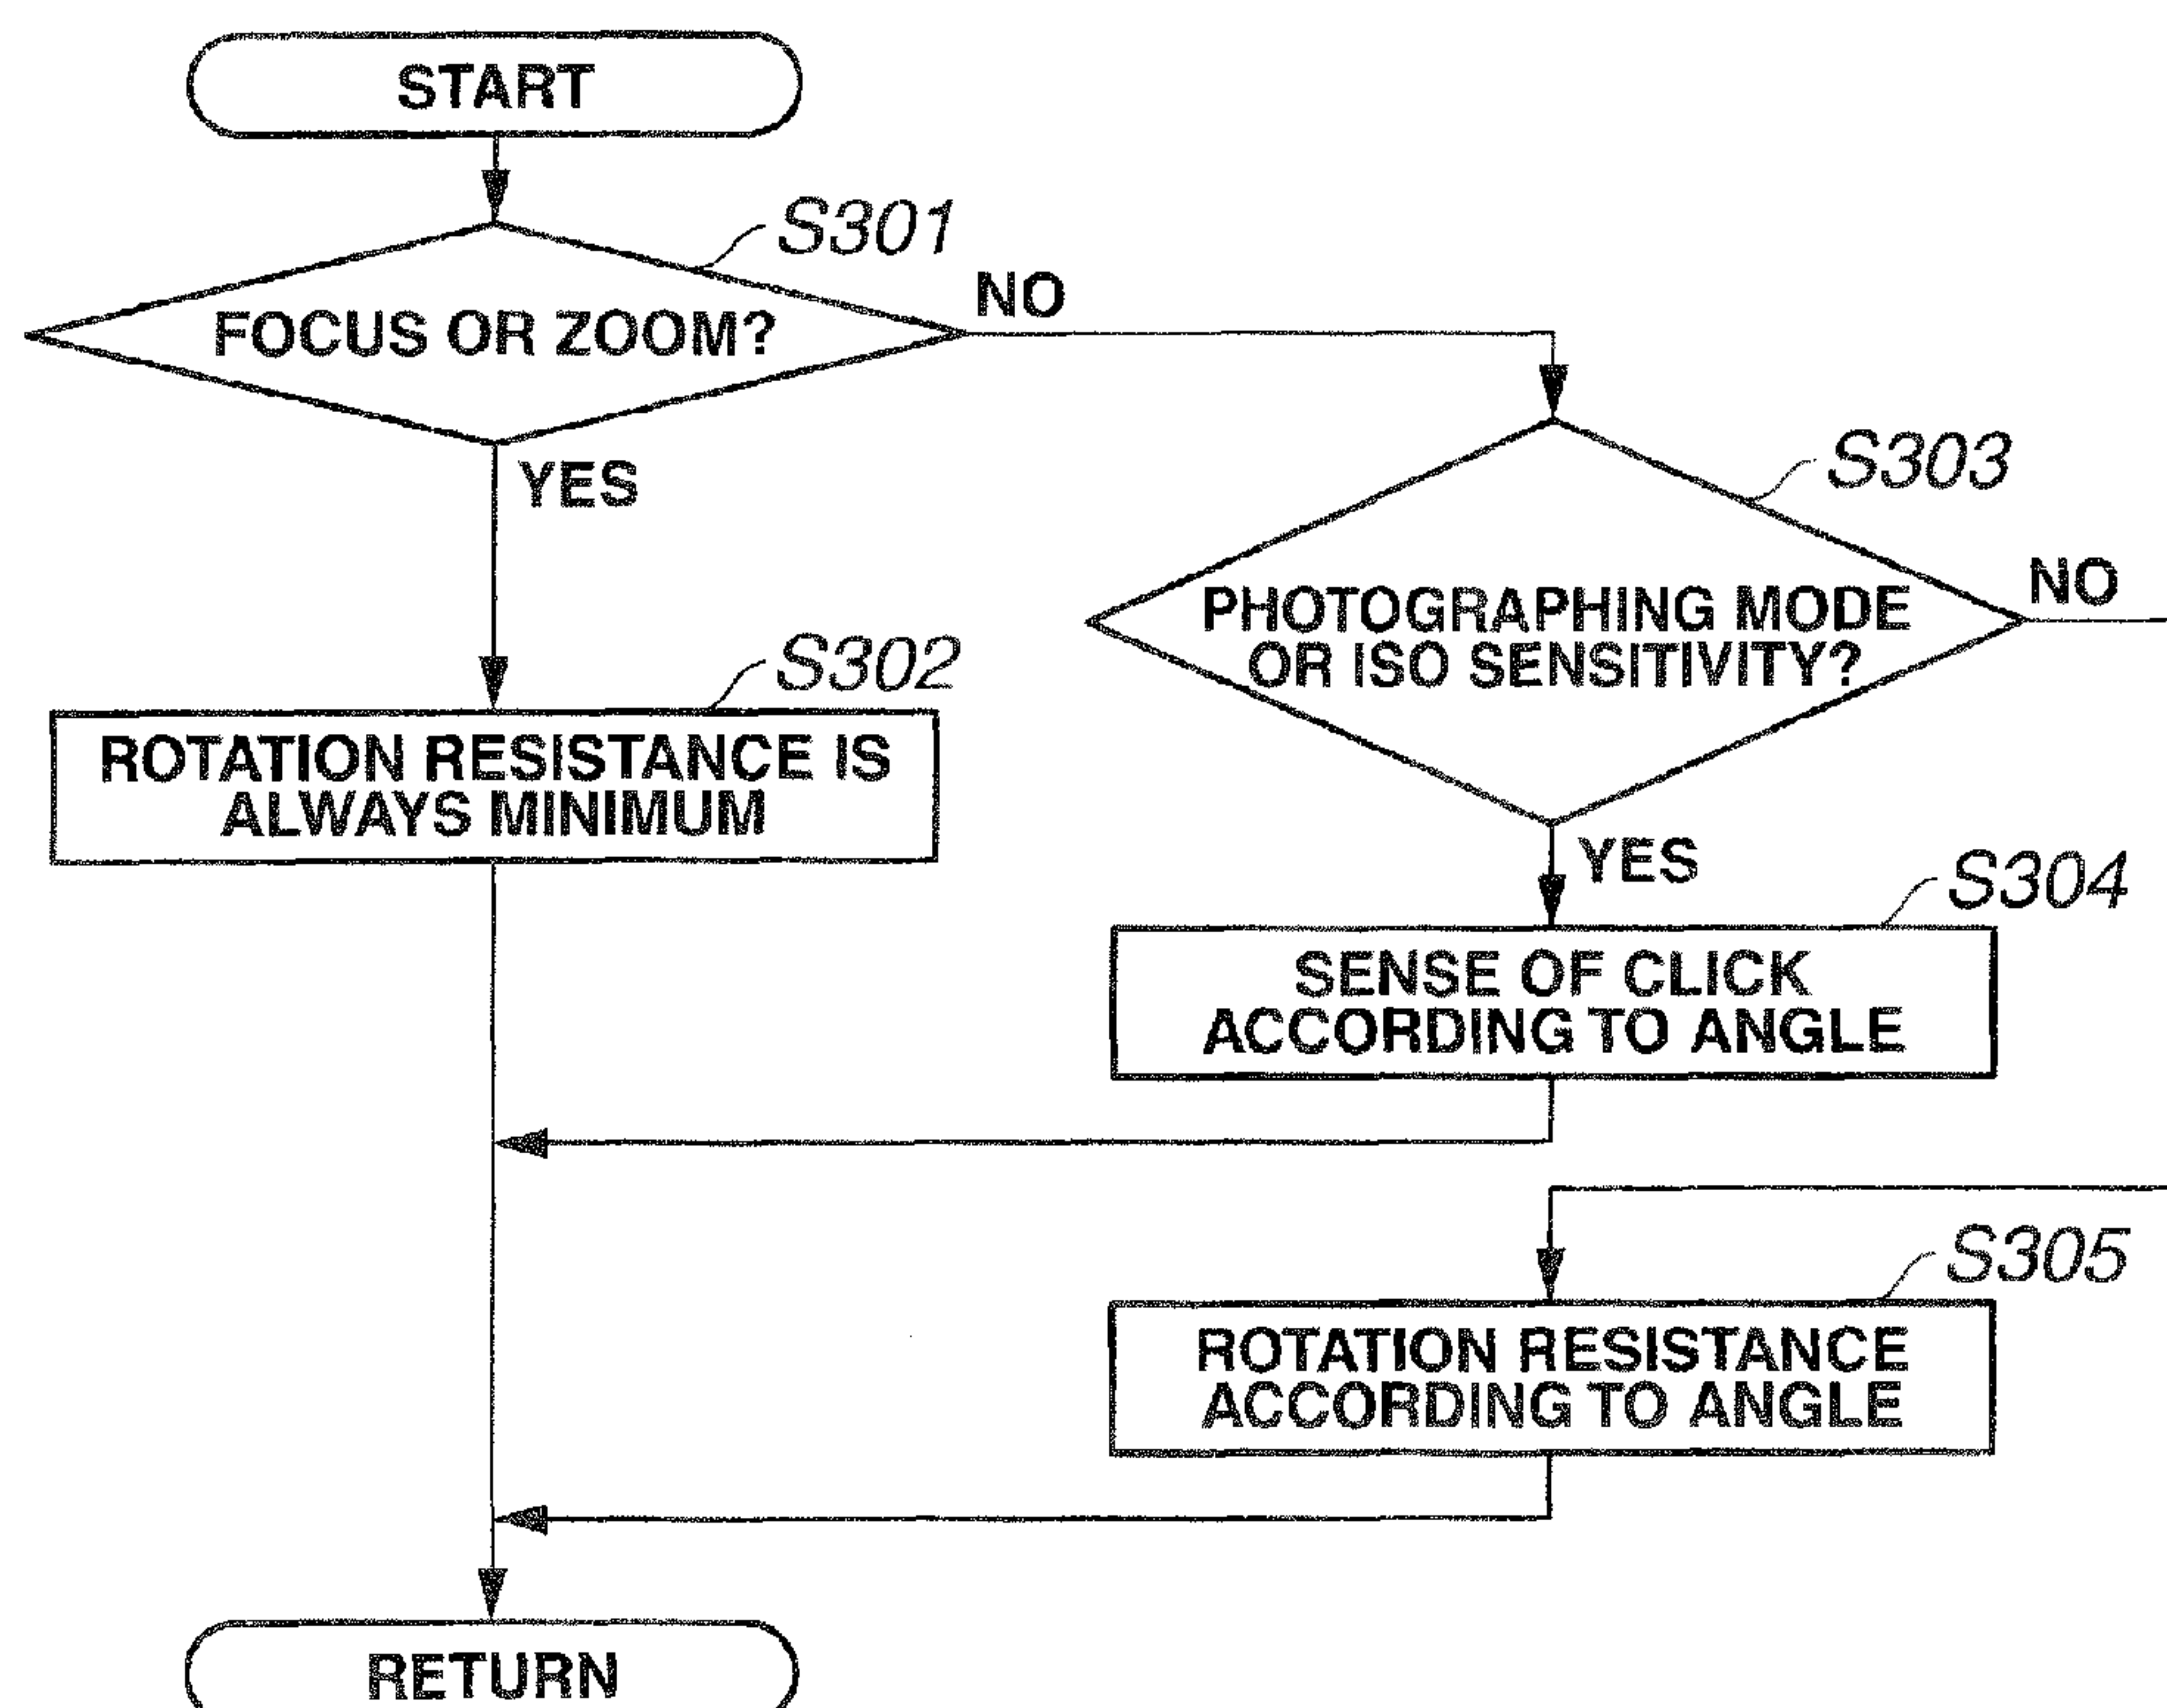 START
S301
FOCUS OR ZOOM?
NO
YES
S303
PHOTOGRAPHING MODE
OR ISO SENSITIVITY?
NO
YES
S302
ROTATION RESISTANCE IS
ALWAYS MINIMUM
S304
SENSE OF CLICK
ACCORDING TO ANGLE
S305
ROTATION RESISTANCE
ACCORDING TO ANGLE
RETURN